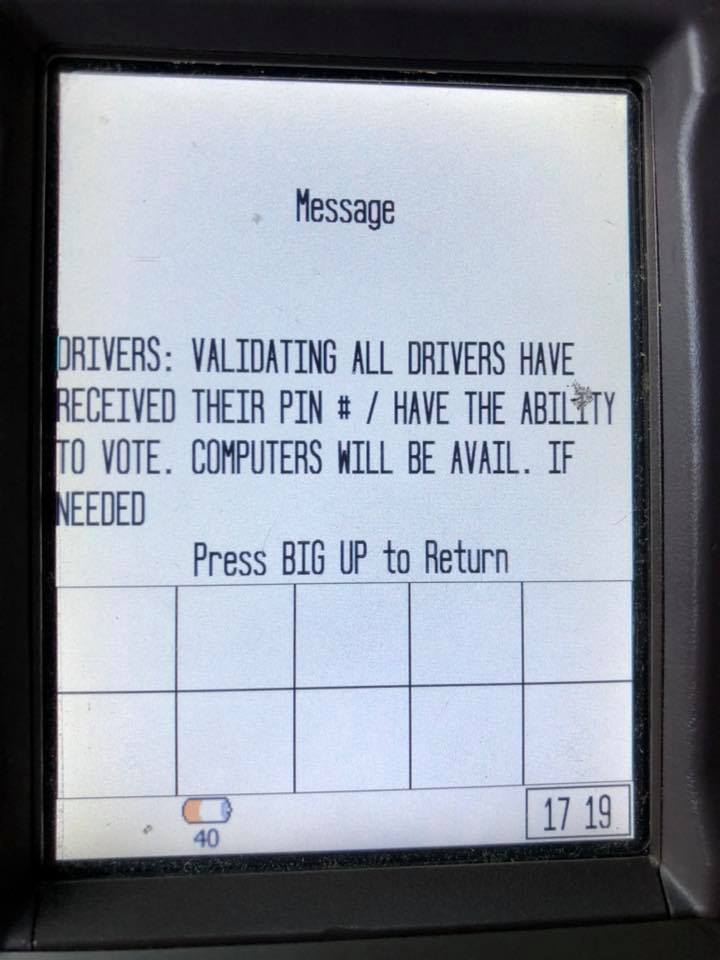 Message
DRIVERS: VALIDATING ALL DRIVERS HAVE
RECEIVED THEIR PIN # / HAVE THE ABILITY
TO VOTE. COMPUTERS WILL BE AVAIL. IF
NEEDED
Press BIG UP to Return
40
17 19